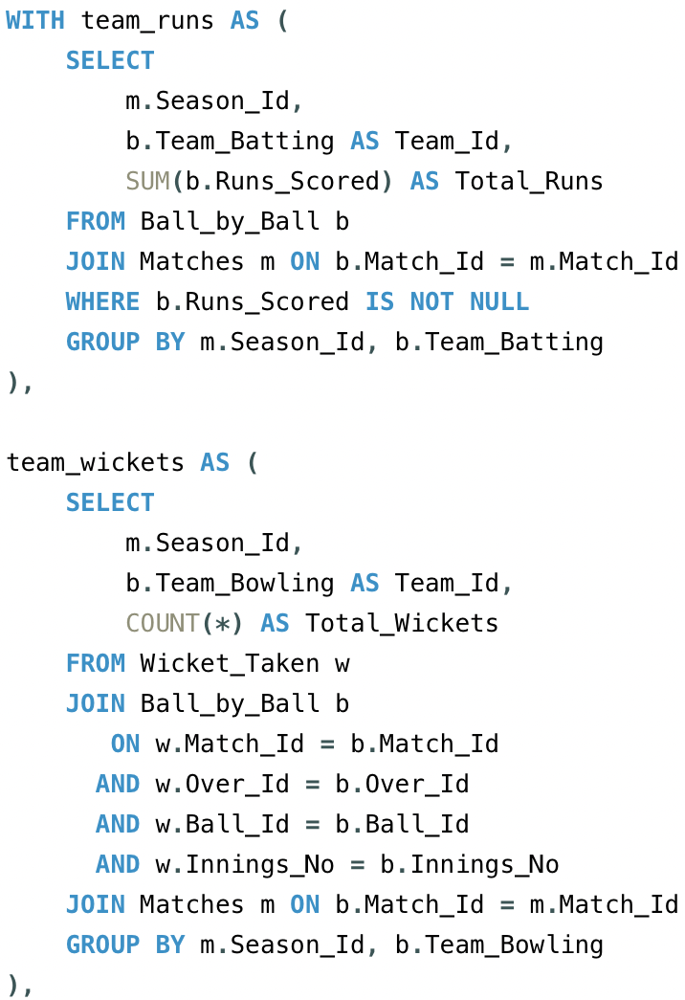 WITH team_runs AS (
    SELECT
        m.Season_Id,
        b.Team_Batting AS Team_Id,
        SUM(b.Runs_Scored) AS Total_Runs
    FROM Ball_by_Ball b
    JOIN Matches m ON b.Match_Id = m.Match_Id
    WHERE b.Runs_Scored IS NOT NULL
    GROUP BY m.Season_Id, b.Team_Batting
),

team_wickets AS (
    SELECT
        m.Season_Id,
        b.Team_Bowling AS Team_Id,
        COUNT(*) AS Total_Wickets
    FROM Wicket_Taken w
    JOIN Ball_by_Ball b
       ON w.Match_Id = b.Match_Id
      AND w.Over_Id = b.Over_Id
      AND w.Ball_Id = b.Ball_Id
      AND w.Innings_No = b.Innings_No
    JOIN Matches m ON b.Match_Id = m.Match_Id
    GROUP BY m.Season_Id, b.Team_Bowling
),